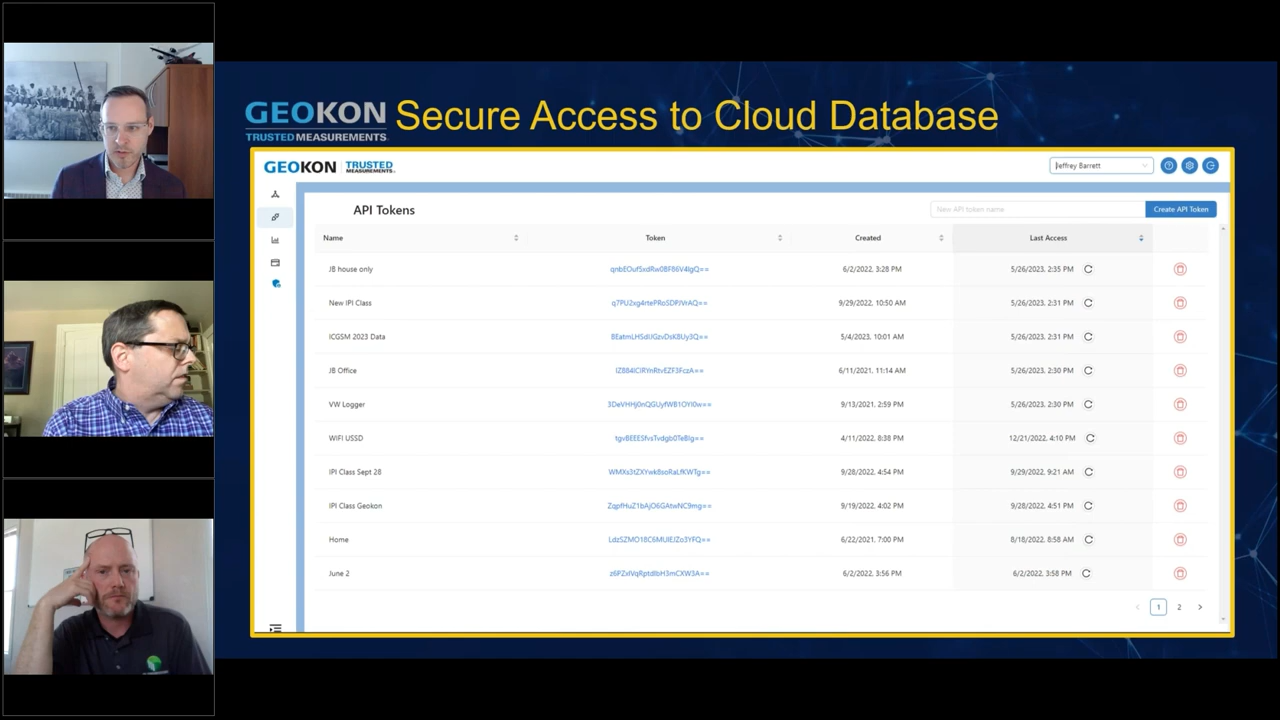 GEOKON Secure Access to Cloud Database
TRUSTED MEASUREMENTS
GEOKON TRUSTED MEASUREMENTS
Jeffrey Barrett
API Tokens
New API token name
Create API Token
Name Token Created Last Access
JB house only 6/2/2022, 3:28 PM 5/26/2023, 2:35 PM
New IPI Class 9/29/2022, 10:50 AM 5/26/2023, 2:31 PM
ICGSM 2023 Data 5/4/2023, 10:01 AM 5/26/2023, 2:31 PM
JB Office 6/11/2021, 11:14 AM 5/26/2023, 2:30 PM
VW Logger 9/13/2021, 2:59 PM 5/26/2023, 2:30 PM
WIFI USSD 4/11/2022, 8:38 PM 12/21/2022, 4:10 PM
IPI Class Sept 28 9/28/2022, 4:54 PM 9/29/2022, 9:21 AM
IPI Class Geokon 9/19/2022, 4:02 PM 9/28/2022, 4:51 PM
Home 6/22/2021, 7:00 PM 8/18/2022, 8:58 AM
June 2 6/2/2022, 3:56 PM 6/2/2022, 3:58 PM
1 2